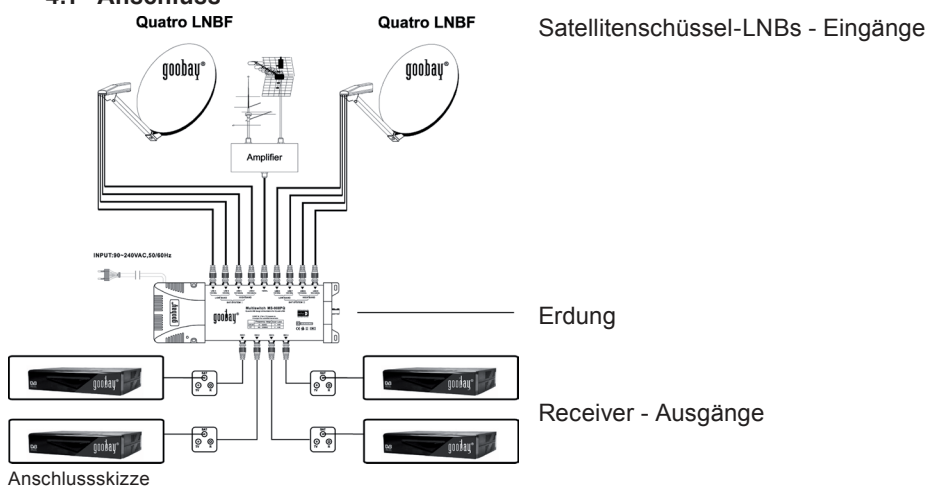 4.1 Anschluss
Quatro LNBF
Quatro LNBF
Satellitenschüssel-LNBs - Eingänge
goobay®
goobay®
Amplifier
INPUT:90~240VAC,50/60Hz
goobay®
goobay®
Erdung
goobay®
goobay®
Receiver - Ausgänge
goobay®
goobay®
Anschlussskizze